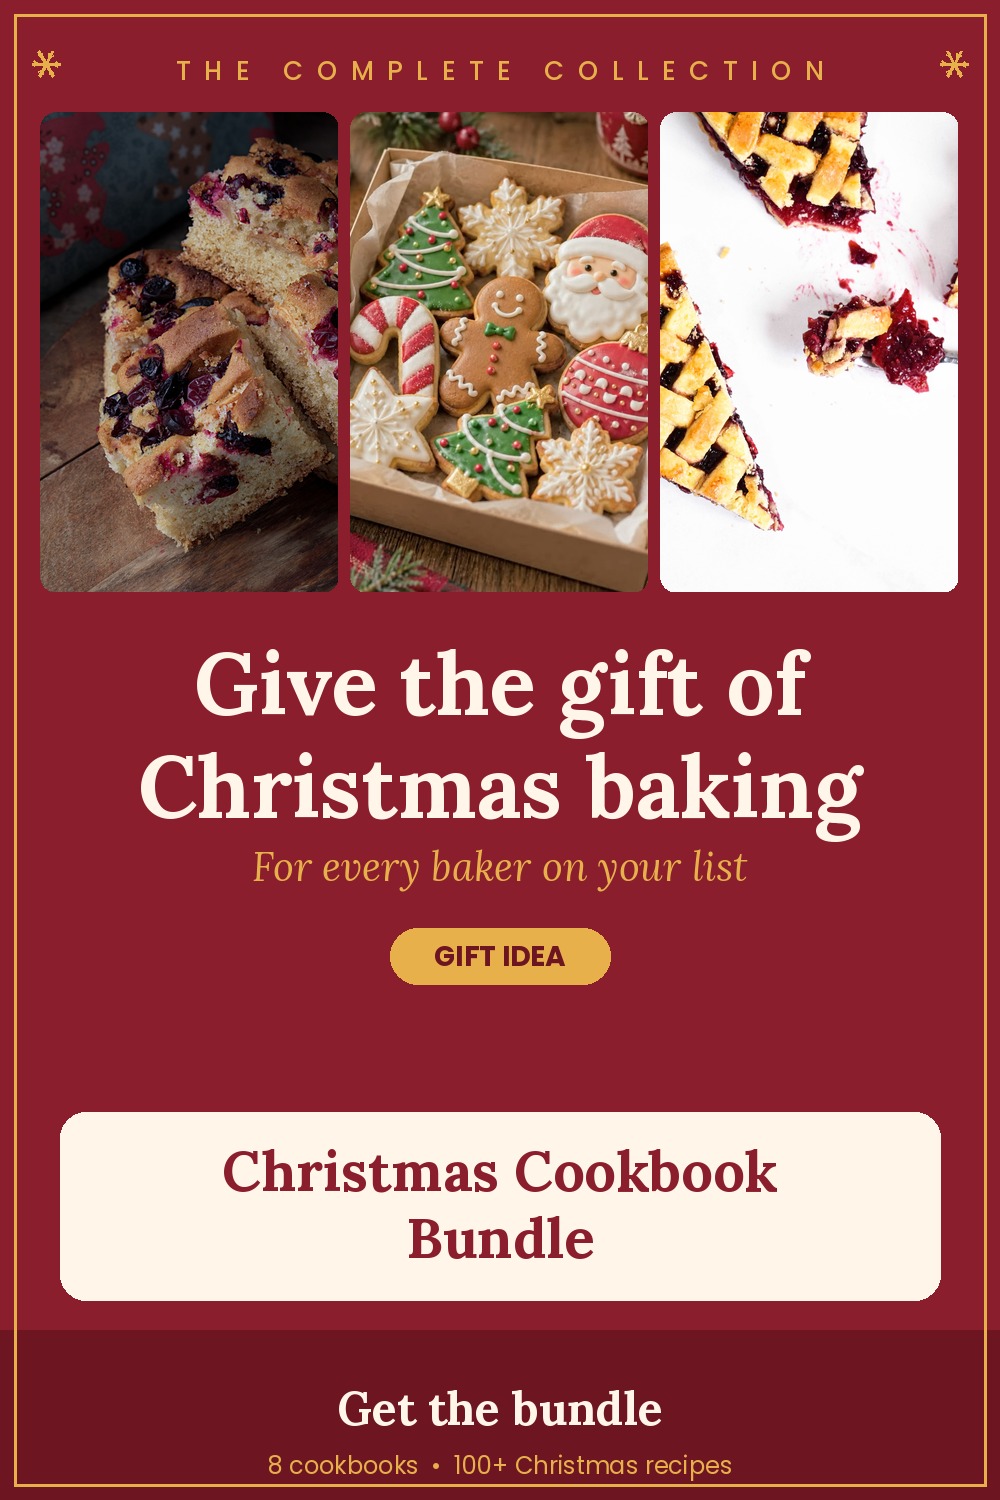 THE COMPLETE COLLECTION
Give the gift of
Christmas baking
For every baker on your list
GIFT IDEA
Christmas Cookbook
Bundle
Get the bundle
8 cookbooks • 100+ Christmas recipes